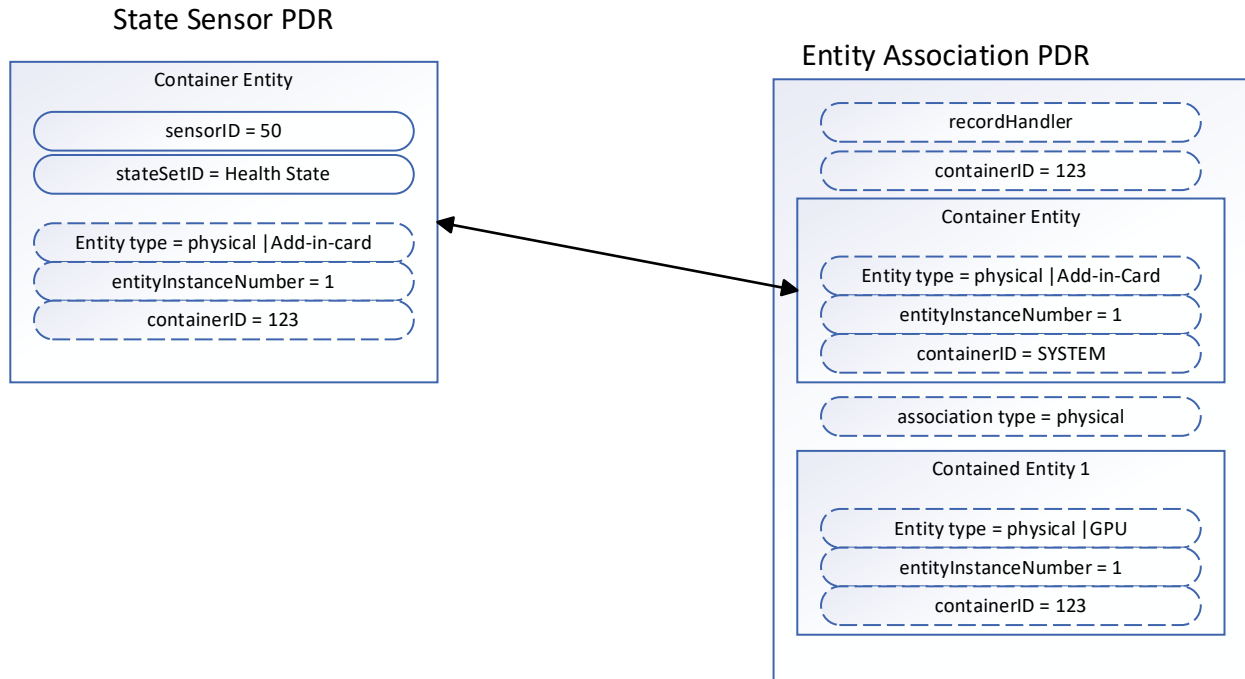 State Sensor PDR
Container Entity
sensorID = 50
stateSetID = Health State
Entity type = physical |Add-in-card
entityInstanceNumber = 1
containerID = 123
Entity Association PDR
recordHandler
containerID = 123
Container Entity
Entity type = physical |Add-in-Card
entityInstanceNumber = 1
containerID = SYSTEM
association type = physical
Contained Entity 1
Entity type = physical |GPU
entityInstanceNumber = 1
containerID = 123